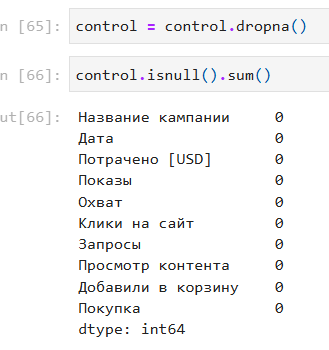 n [65]: control = control.dropna()
n [66]: control.isnull().sum()
ut[66]: Название кампании 0
Дата 0
Потрачено [USD] 0
Показы 0
Охват 0
Клики на сайт 0
Запросы 0
Просмотр контента 0
Добавили в корзину 0
Покупка 0
dtype: int64